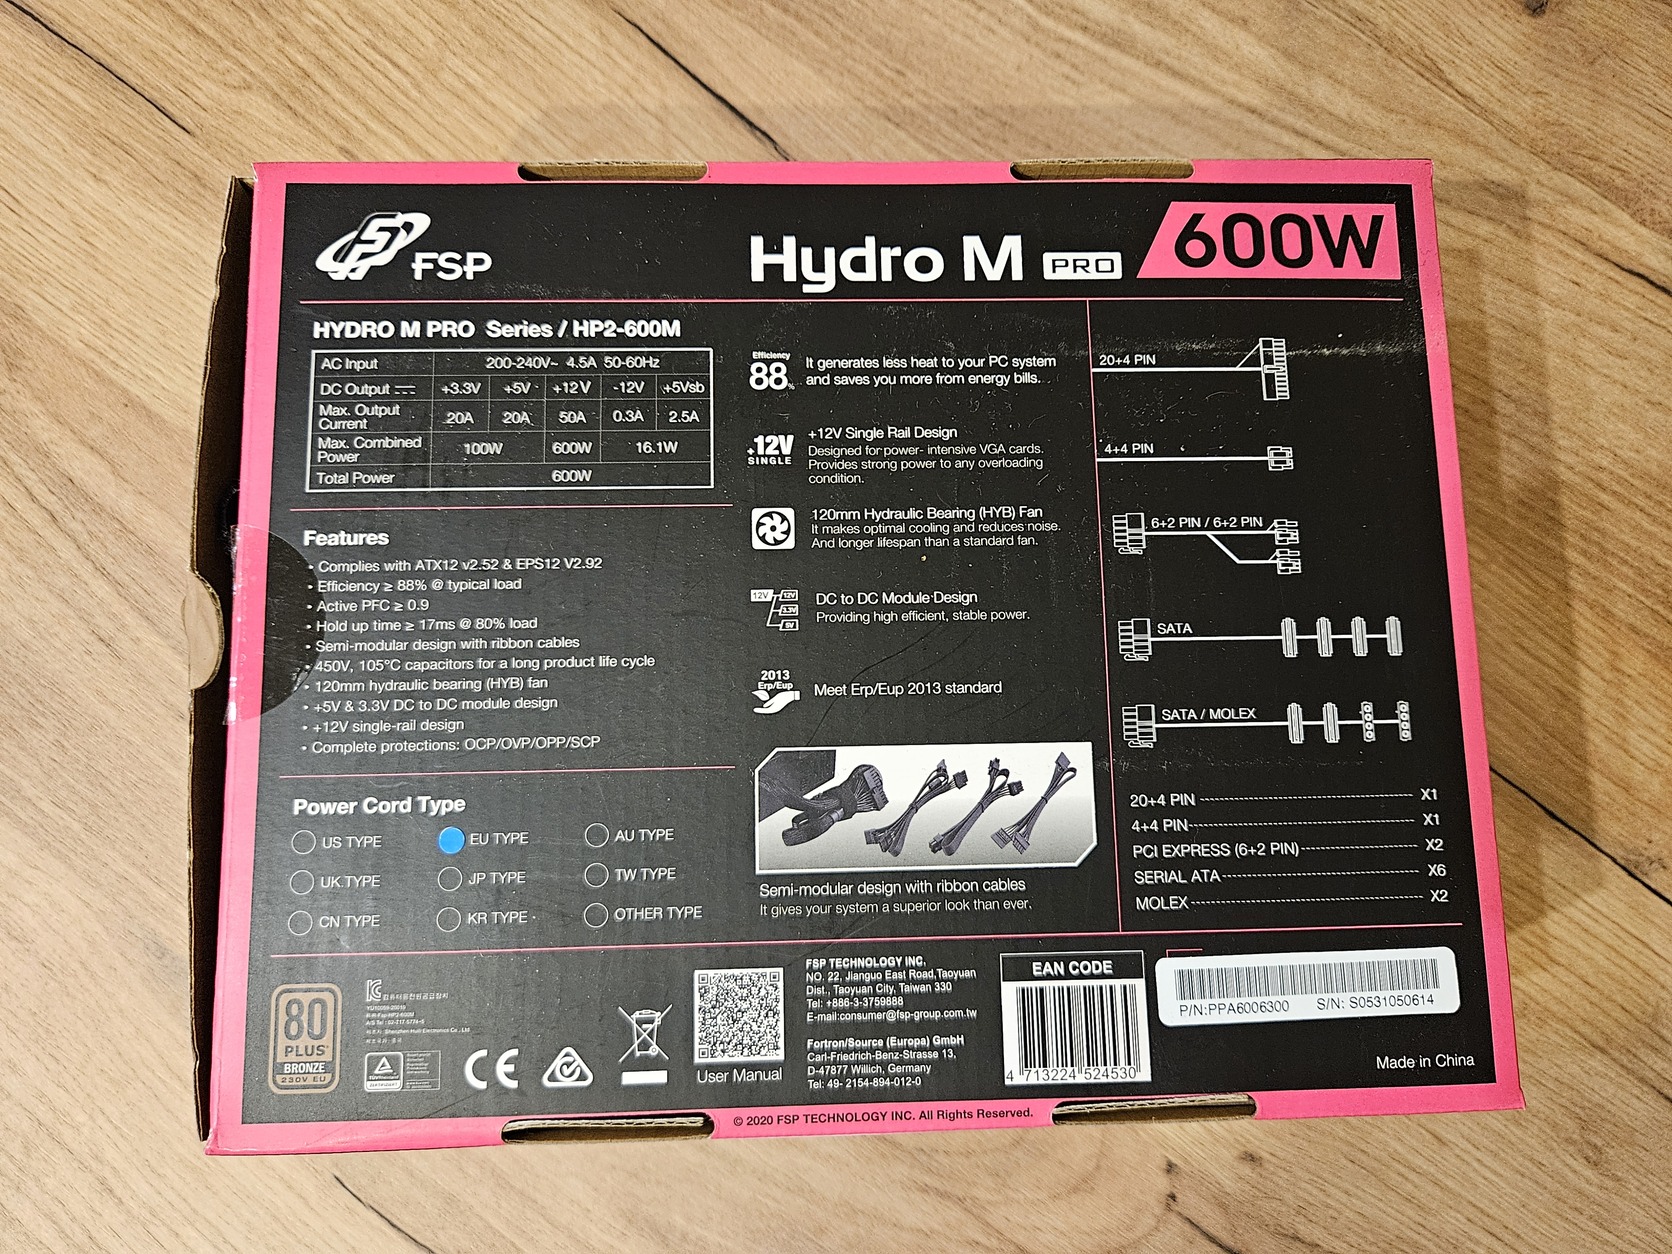 FSP
Hydro M PRO
600W
HYDRO M PRO Series / HP2-600M
AC Input 200-240V~ 4.5A 50-60Hz
DC Output +3.3V +5V +12V -12V +5Vsb
Max. Output Current 20A 20A 50A 0.3A 2.5A
Max. Combined Power 100W 600W 16.1W
Total Power 600W
Features
• Complies with ATX12 v2.52 & EPS12 V2.92
• Efficiency ≥ 88% @ typical load
• Active PFC ≥ 0.9
• Hold up time ≥ 17ms @ 80% load
• Semi-modular design with ribbon cables
• 450V, 105°C capacitors for a long product life cycle
• 120mm hydraulic bearing (HYB) fan
• +5V & 3.3V DC to DC module design
• +12V single-rail design
• Complete protections: OCP/OVP/OPP/SCP
Power Cord Type
US TYPE EU TYPE AU TYPE
UK TYPE JP TYPE TW TYPE
CN TYPE KR TYPE OTHER TYPE
Efficiency
88%
It generates less heat to your PC system
and saves you more from energy bills.
+12V
SINGLE
+12V Single Rail Design
Designed for power- intensive VGA cards.
Provides strong power to any overloading
condition.
120mm Hydraulic Bearing (HYB) Fan
It makes optimal cooling and reduces noise.
And longer lifespan than a standard fan.
12V 12V
3.3V
5V
DC to DC Module Design
Providing high efficient, stable power.
2013
Erp/Eup
Meet Erp/Eup 2013 standard
Semi-modular design with ribbon cables
It gives your system a superior look than ever.
20+4 PIN
4+4 PIN
6+2 PIN / 6+2 PIN
SATA
SATA / MOLEX
20+4 PIN X1
4+4 PIN X1
PCI EXPRESS (6+2 PIN) X2
SERIAL ATA X6
MOLEX X2
80
PLUS
BRONZE
230V EU
컴퓨터용전원공급장치
CE
User Manual
FSP TECHNOLOGY INC.
NO. 22, Jianguo East Road,Taoyuan
Dist., Taoyuan City, Taiwan 330
Tel: +886-3-3759888
E-mail:consumer@fsp-group.com.tw
Fortron/Source (Europa) GmbH
Carl-Friedrich-Benz-Strasse 13,
D-47877 Willich, Germany
Tel: 49- 2154-894-012-0
EAN CODE
4 713224 524530
P/N:PPA6006300 S/N: S0531050614
Made in China
© 2020 FSP TECHNOLOGY INC. All Rights Reserved.